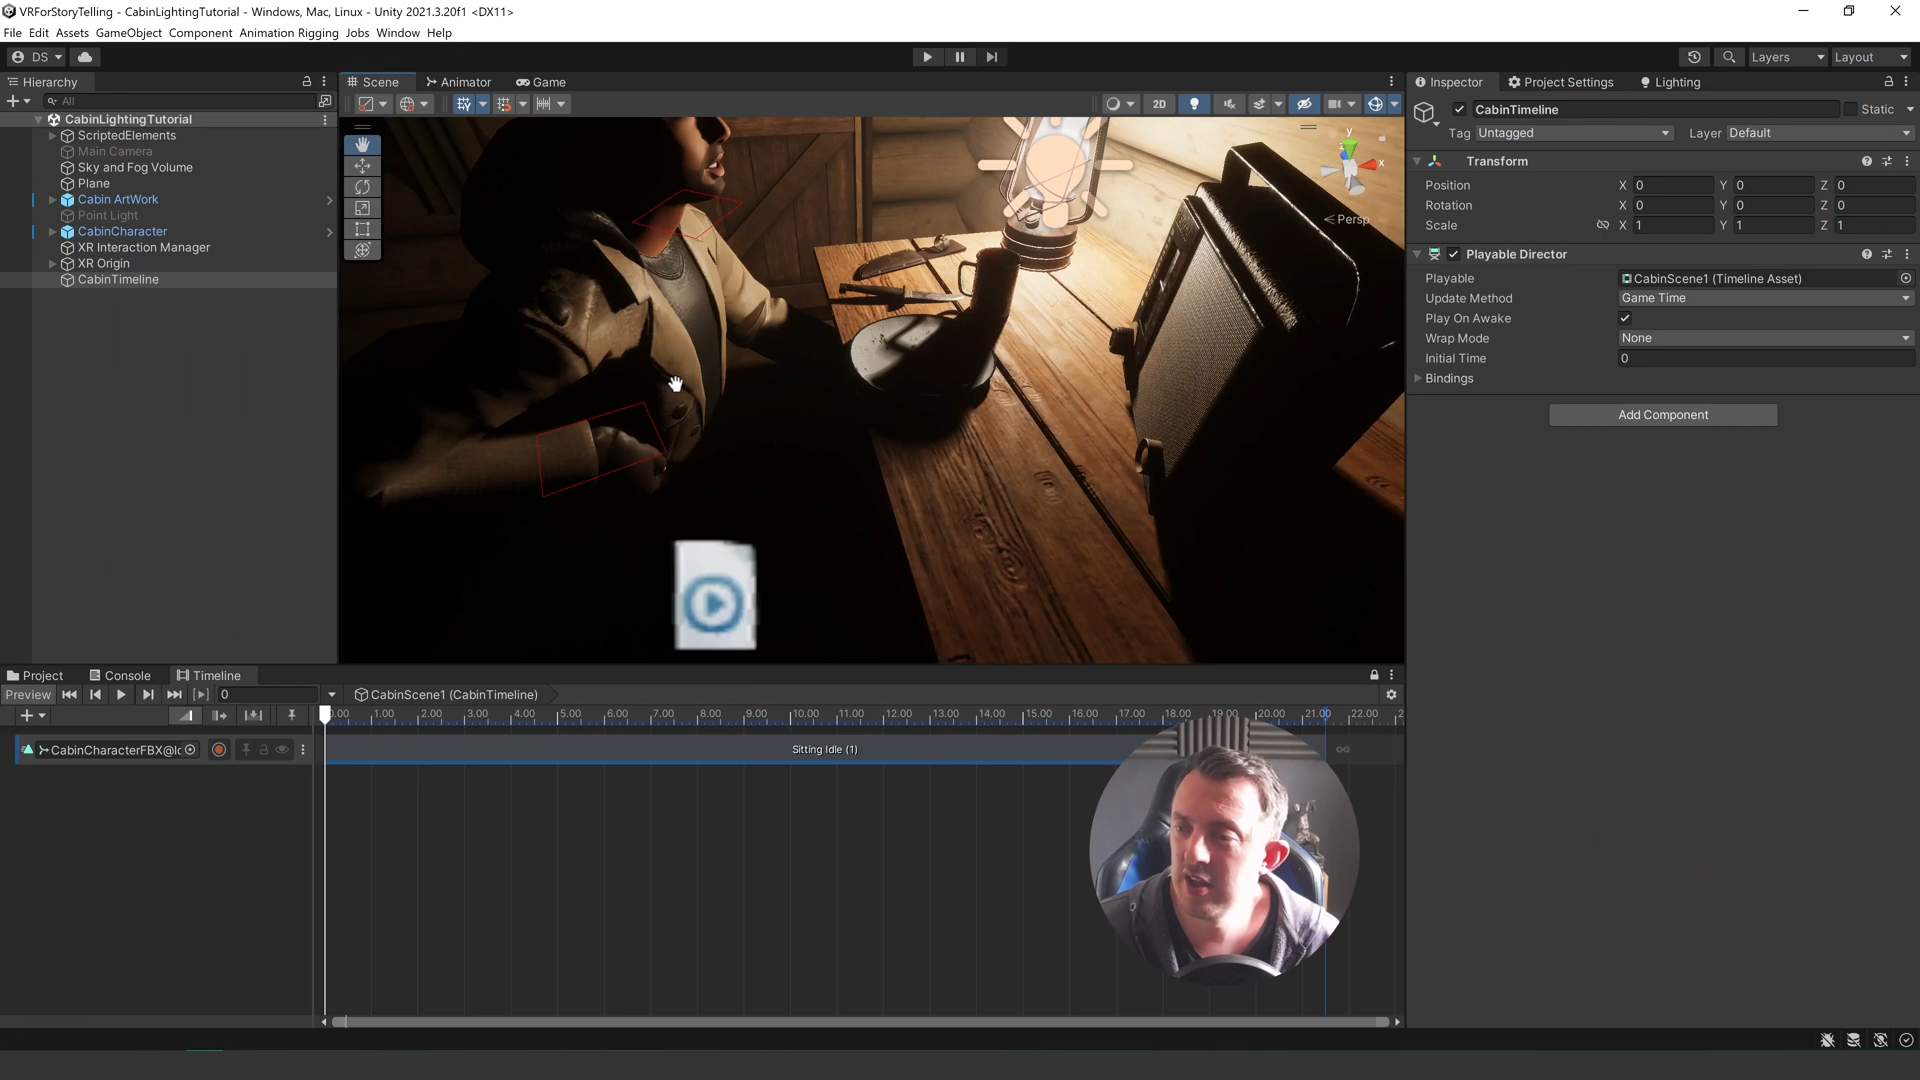 VRForStoryTelling - CabinLightingTutorial - Windows, Mac, Linux - Unity 2021.3.20f1 <DX11>
File Edit Assets GameObject Component Animation Rigging Jobs Window Help
DS Layers Layout
Hierarchy Scene Animator Game Inspector Project Settings Lighting
All 2D
CabinLightingTutorial CabinTimeline Static
ScriptedElements Tag Untagged Layer Default
Main Camera
Sky and Fog Volume Transform
Plane Position X 0 Y 0 Z 0
Cabin ArtWork Rotation X 0 Y 0 Z 0
Point Light Persp Scale X 1 Y 1 Z 1
CabinCharacter
XR Interaction Manager Playable Director
XR Origin
CabinTimeline Playable CabinScene1 (Timeline Asset)
Update Method Game Time
Play On Awake
Wrap Mode None
Initial Time 0
Bindings
Add Component
y
x
Project Console Timeline
Preview 0 CabinScene1 (CabinTimeline)
0.00 1.00 2.00 3.00 4.00 5.00 6.00 7.00 8.00 9.00 10.00 11.00 12.00 13.00 14.00 15.00 16.00 17.00 18.00 19.00 20.00 21.00 22.00 2
CabinCharacterFBX@Ic Sitting Idle (1)